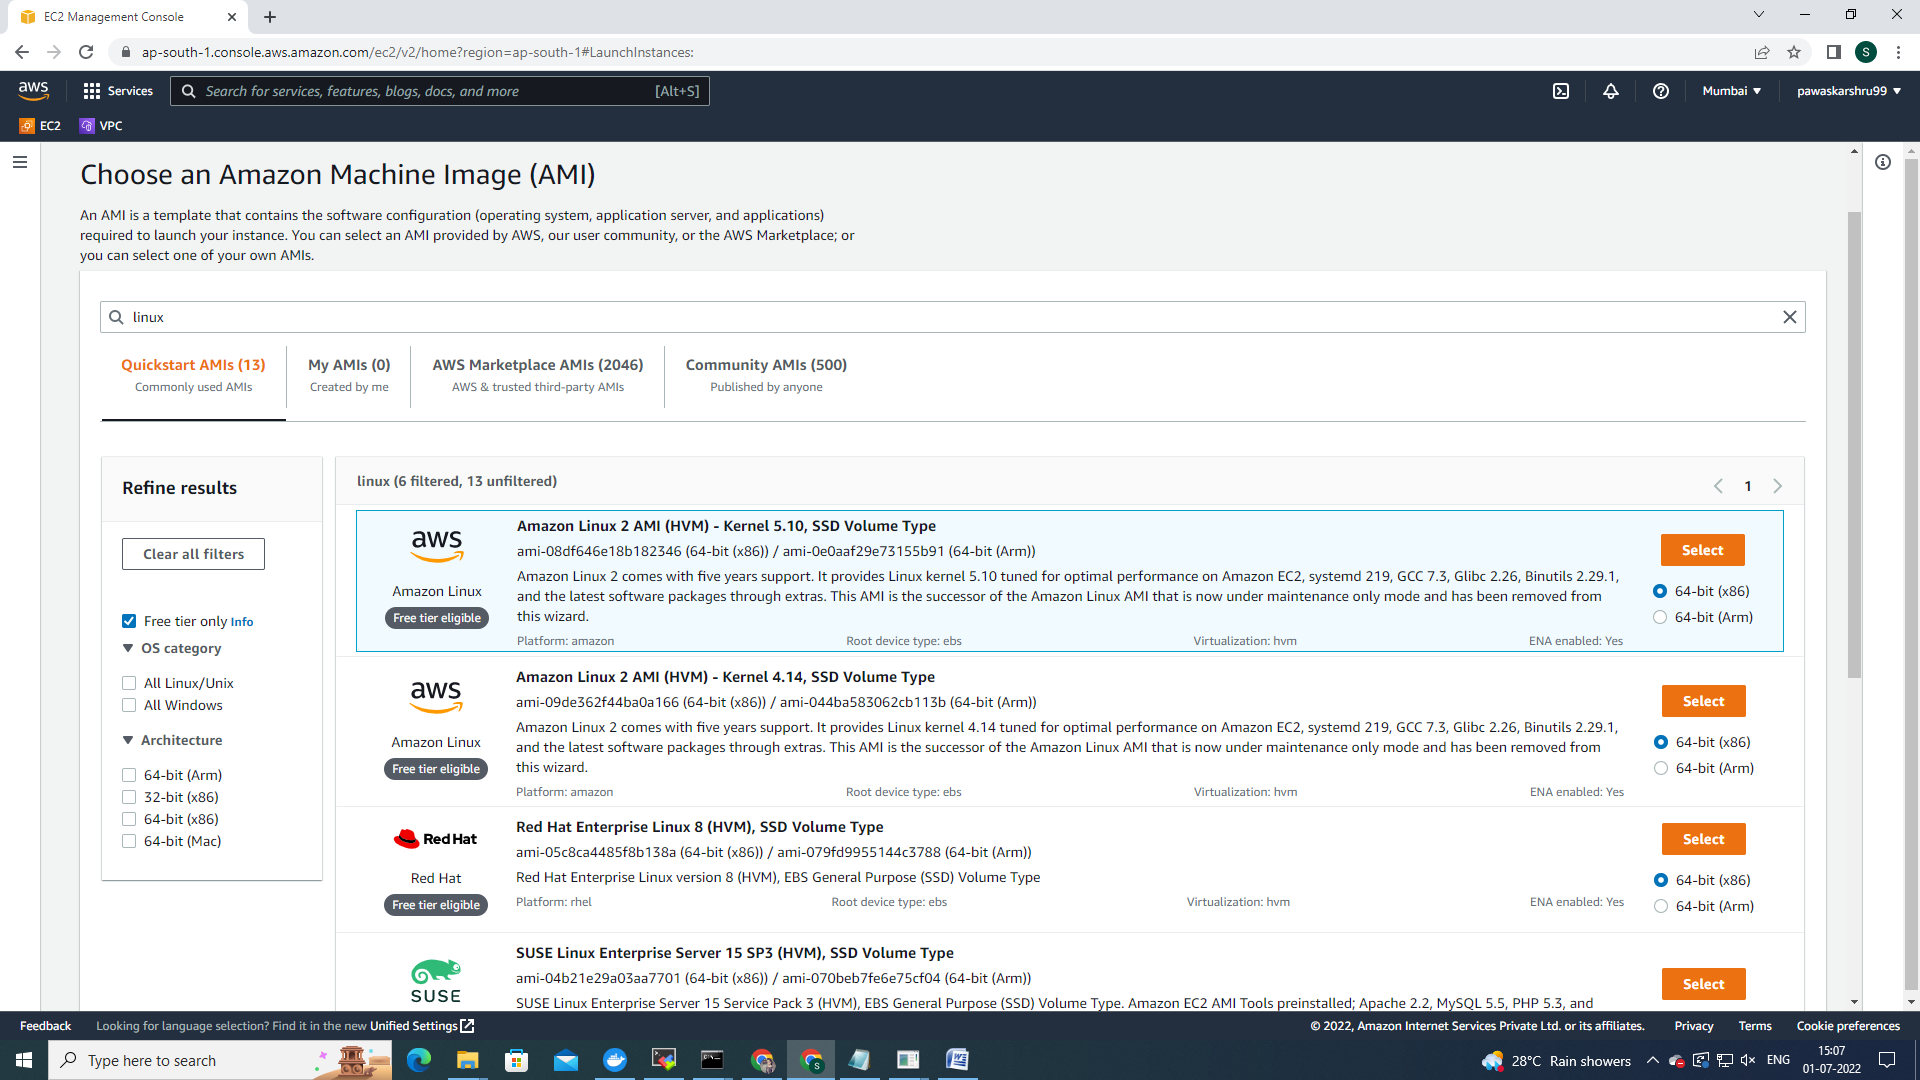 EC2 Management Console
ap-south-1.console.aws.amazon.com/ec2/v2/home?region=ap-south-1#LaunchInstances:
S
aws
Services
Search for services, features, blogs, docs, and more
[Alt+S]
Mumbai
pawaskarshru99
EC2
VPC
Choose an Amazon Machine Image (AMI)
An AMI is a template that contains the software configuration (operating system, application server, and applications)
required to launch your instance. You can select an AMI provided by AWS, our user community, or the AWS Marketplace; or
you can select one of your own AMIs.
linux
Quickstart AMIs (13)
Commonly used AMIs
My AMIs (0)
Created by me
AWS Marketplace AMIs (2046)
AWS & trusted third-party AMIs
Community AMIs (500)
Published by anyone
Refine results
Clear all filters
Free tier only Info
OS category
All Linux/Unix
All Windows
Architecture
64-bit (Arm)
32-bit (x86)
64-bit (x86)
64-bit (Mac)
linux (6 filtered, 13 unfiltered)
1
aws
Amazon Linux
Free tier eligible
Amazon Linux 2 AMI (HVM) - Kernel 5.10, SSD Volume Type
ami-08df646e18b182346 (64-bit (x86)) / ami-0e0aaf29e73155b91 (64-bit (Arm))
Amazon Linux 2 comes with five years support. It provides Linux kernel 5.10 tuned for optimal performance on Amazon EC2, systemd 219, GCC 7.3, Glibc 2.26, Binutils 2.29.1,
and the latest software packages through extras. This AMI is the successor of the Amazon Linux AMI that is now under maintenance only mode and has been removed from
this wizard.
Platform: amazon
Root device type: ebs
Virtualization: hvm
ENA enabled: Yes
Select
64-bit (x86)
64-bit (Arm)
aws
Amazon Linux
Free tier eligible
Amazon Linux 2 AMI (HVM) - Kernel 4.14, SSD Volume Type
ami-09de362f44ba0a166 (64-bit (x86)) / ami-044ba583062cb113b (64-bit (Arm))
Amazon Linux 2 comes with five years support. It provides Linux kernel 4.14 tuned for optimal performance on Amazon EC2, systemd 219, GCC 7.3, Glibc 2.26, Binutils 2.29.1,
and the latest software packages through extras. This AMI is the successor of the Amazon Linux AMI that is now under maintenance only mode and has been removed from
this wizard.
Platform: amazon
Root device type: ebs
Virtualization: hvm
ENA enabled: Yes
Select
64-bit (x86)
64-bit (Arm)
Red Hat
Red Hat
Free tier eligible
Red Hat Enterprise Linux 8 (HVM), SSD Volume Type
ami-05c8ca4485f8b138a (64-bit (x86)) / ami-079fd9955144c3788 (64-bit (Arm))
Red Hat Enterprise Linux version 8 (HVM), EBS General Purpose (SSD) Volume Type
Platform: rhel
Root device type: ebs
Virtualization: hvm
ENA enabled: Yes
Select
64-bit (x86)
64-bit (Arm)
SUSE
SUSE Linux Enterprise Server 15 SP3 (HVM), SSD Volume Type
ami-04b21e29a03aa7701 (64-bit (x86)) / ami-070beb7fe6e75cf04 (64-bit (Arm))
SUSE Linux Enterprise Server 15 Service Pack 3 (HVM), EBS General Purpose (SSD) Volume Type. Amazon EC2 AMI Tools preinstalled; Apache 2.2, MySQL 5.5, PHP 5.3, and
Select
Feedback
Looking for language selection? Find it in the new Unified Settings
© 2022, Amazon Internet Services Private Ltd. or its affiliates.
Privacy
Terms
Cookie preferences
Type here to search
28°C Rain showers
ENG
15:07
01-07-2022